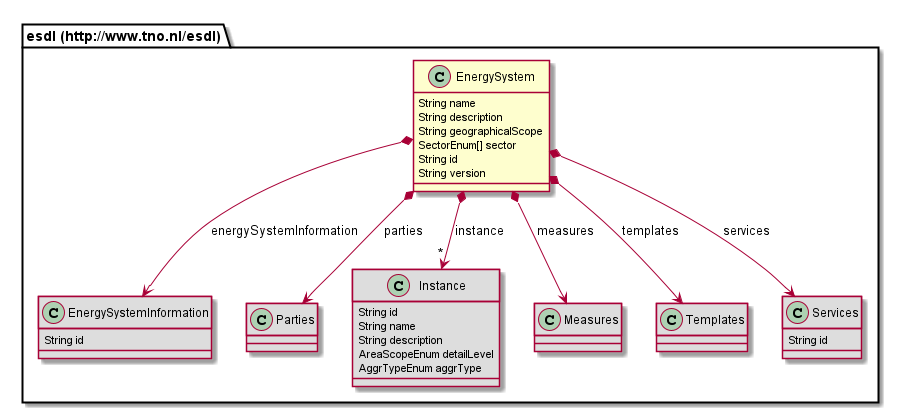 esdl (http://www.tno.nl/esdl)
C EnergySystem
String name
String description
String geographicalScope
SectorEnum[] sector
String id
String version
energySystemInformation
parties
instance
measures
templates
services
*
C EnergySystemInformation
String id
C Parties
C Instance
String id
String name
String description
AreaScopeEnum detailLevel
AggrTypeEnum aggrType
C Measures
C Templates
C Services
String id